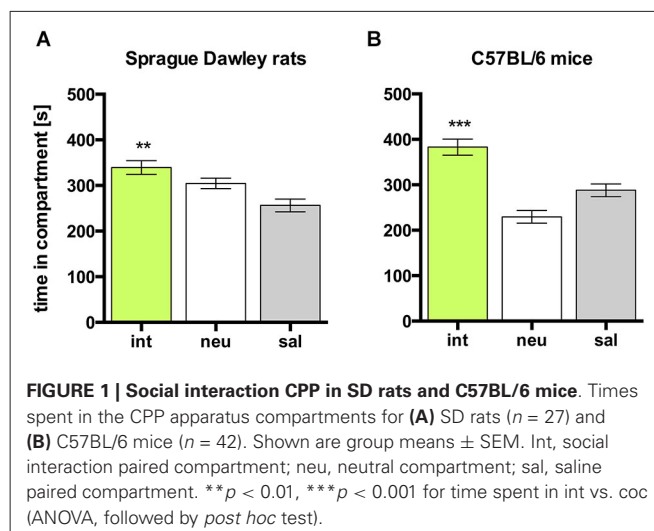 A
Sprague Dawley rats
time in compartment [s]
500
400
300
200
100
0
**
int
neu
sal
B
C57BL/6 mice
500
400
300
200
100
0
***
int
neu
sal
FIGURE 1 | Social interaction CPP in SD rats and C57BL/6 mice. Times
spent in the CPP apparatus compartments for (A) SD rats (n = 27) and
(B) C57BL/6 mice (n = 42). Shown are group means ± SEM. Int, social
interaction paired compartment; neu, neutral compartment; sal, saline
paired compartment. **p < 0.01, ***p < 0.001 for time spent in int vs. coc
(ANOVA, followed by post hoc test).